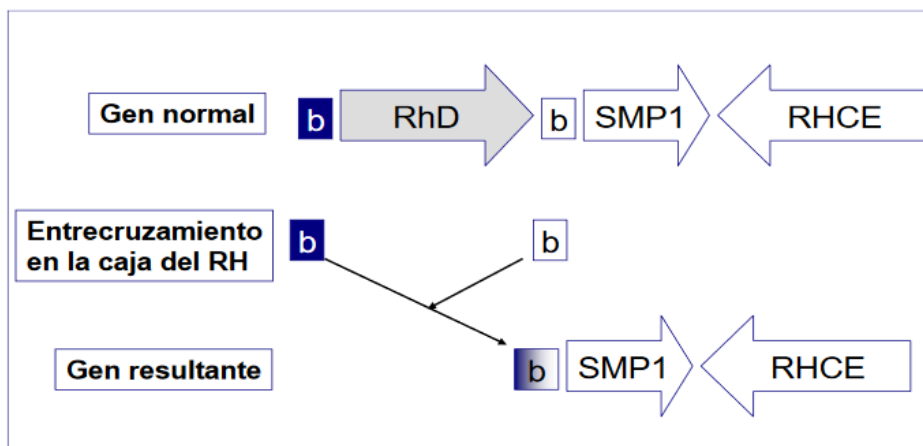 Gen normal
b
RhD
b
SMP1
RHCE
Entrecruzamiento
en la caja del RH
b
b
Gen resultante
b
SMP1
RHCE